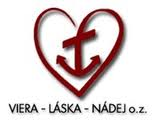 VIERA - LÁSKA - NÁDEJ o.z.